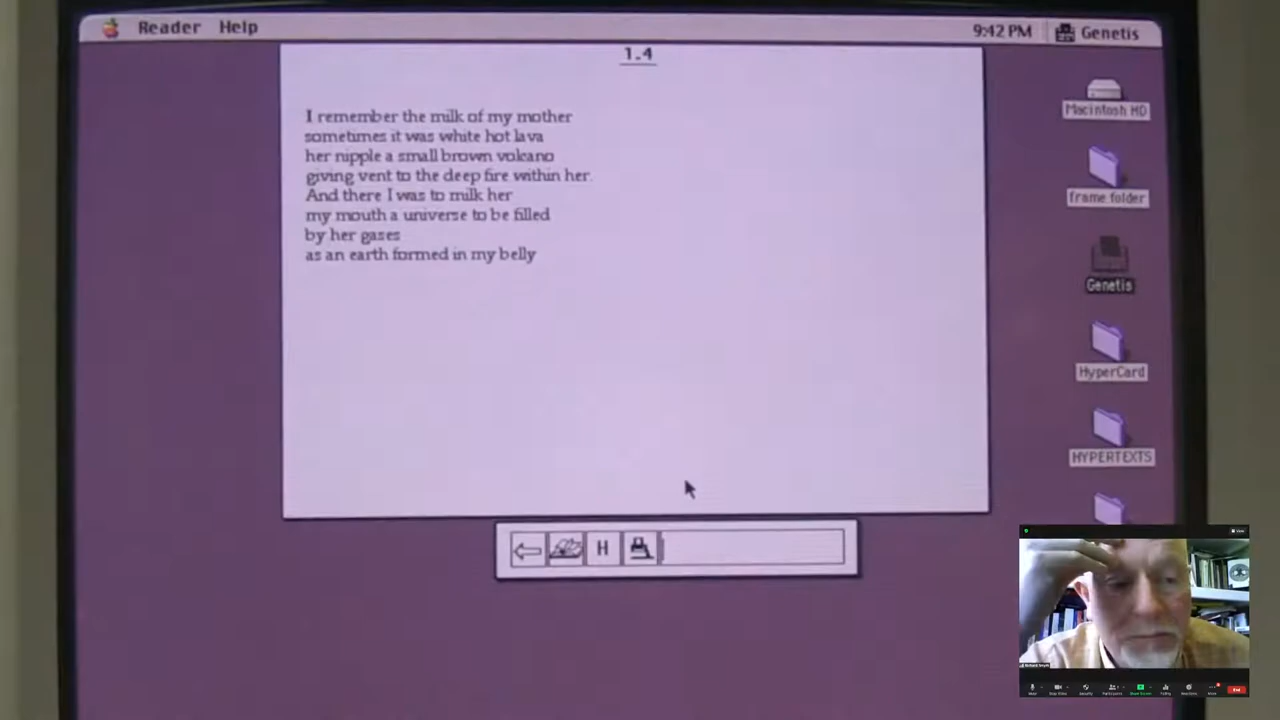 Reader Help 9:42 PM Genetis
1.4
I remember the milk of my mother
sometimes it was white hot lava
her nipple a small brown volcano
giving vent to the deep fire within her.
And there I was to milk her
my mouth a universe to be filled
by her gases
as an earth formed in my belly
Macintosh HD
frame folder
Genetis
HyperCard
HYPERTEXTS
H